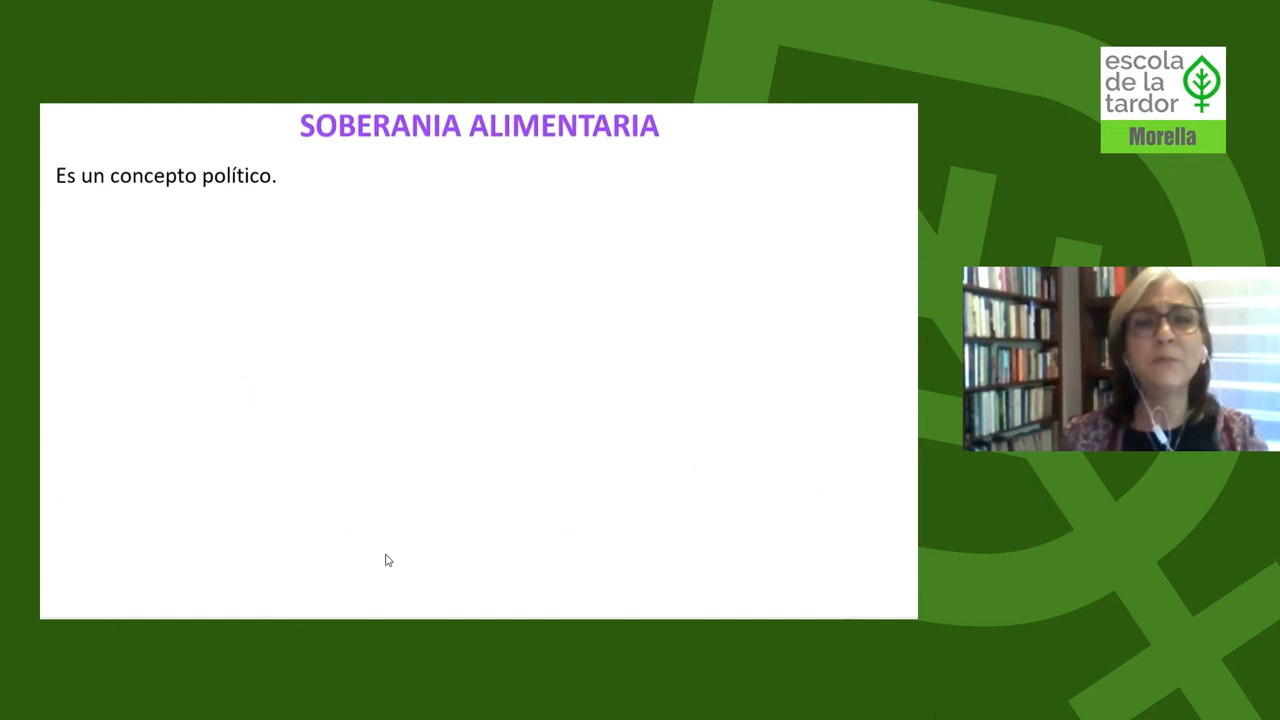 SOBERANIA ALIMENTARIA
Es un concepto político.
escola
de la
tardor
Morella